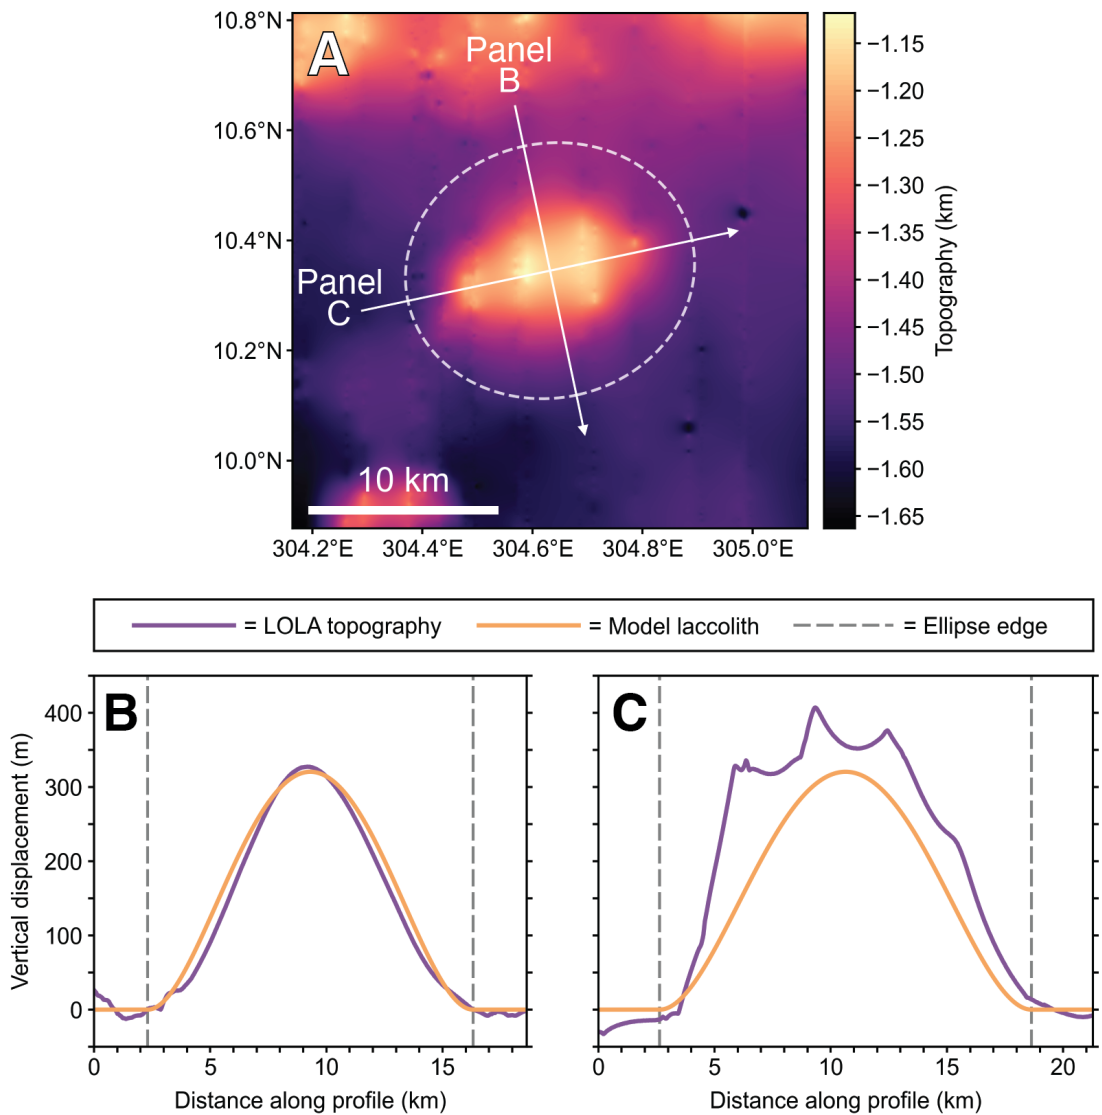 A
Panel
B
Panel
C
10 km
10.8°N
10.6°N
10.4°N
10.2°N
10.0°N
304.2°E
304.4°E
304.6°E
304.8°E
305.0°E
−1.15
−1.20
−1.25
−1.30
−1.35
−1.40
−1.45
−1.50
−1.55
−1.60
−1.65
Topography (km)
= LOLA topography
= Model laccolith
= Ellipse edge
B
400
300
200
100
0
Vertical displacement (m)
0
5
10
15
Distance along profile (km)
C
0
5
10
15
20
Distance along profile (km)